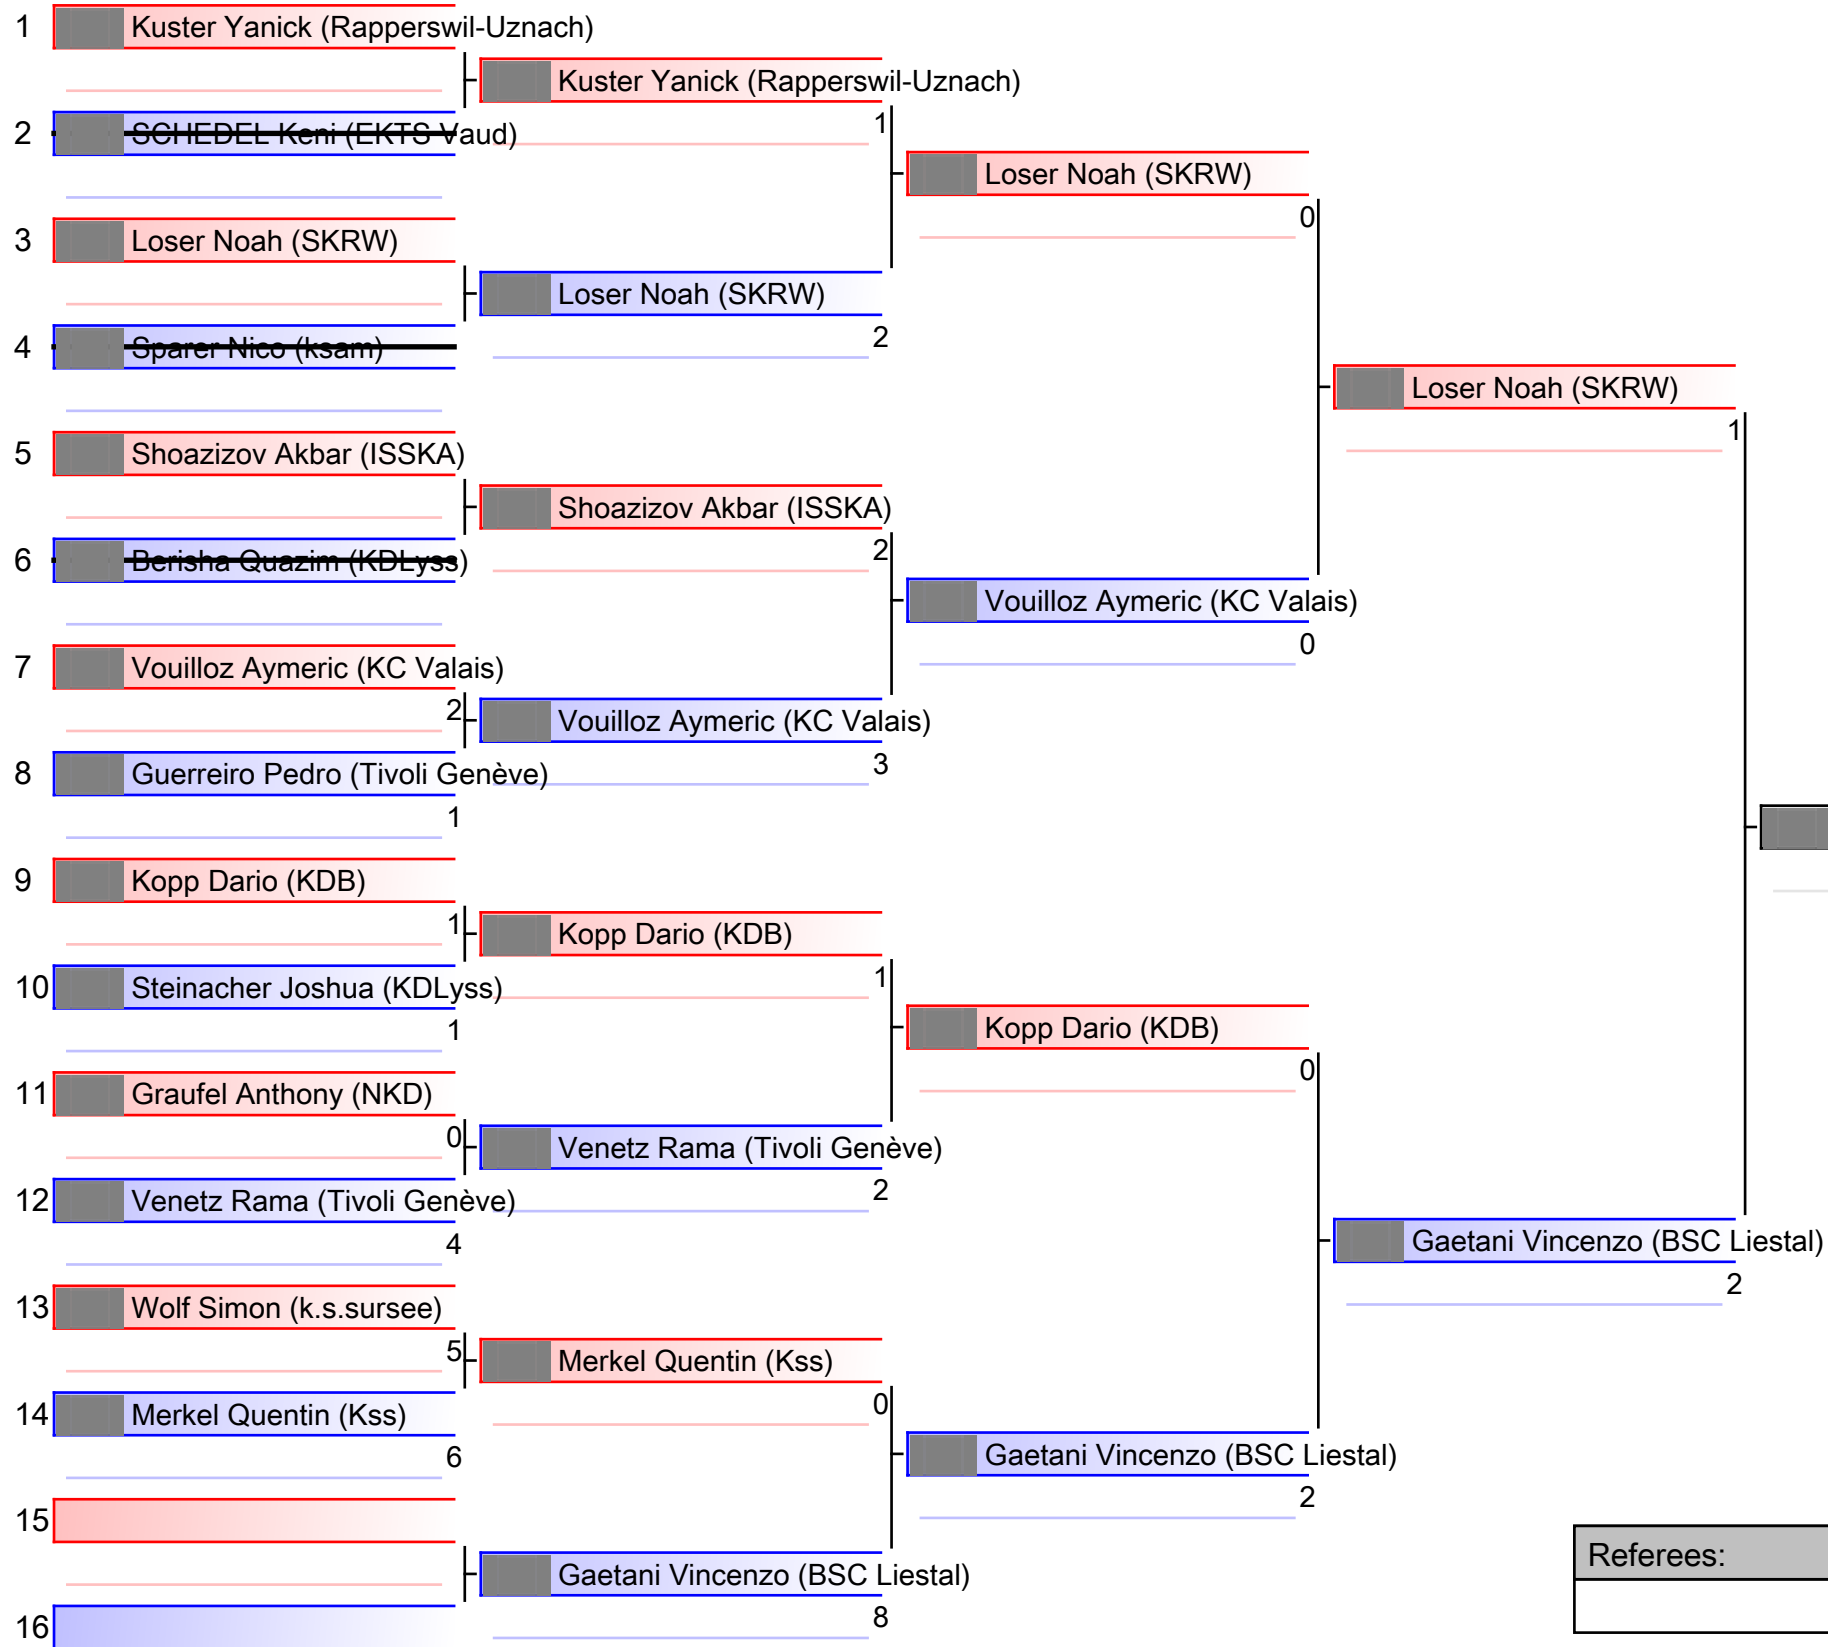 1 Kuster Yanick (Rapperswil-Uznach)
Kuster Yanick (Rapperswil-Uznach)
1
2 SCHEDEL Keni (EKTS Vaud)
Loser Noah (SKRW)
0
3 Loser Noah (SKRW)
Loser Noah (SKRW)
2
4 Sparer Nico (ksam)
Loser Noah (SKRW)
1
5 Shoazizov Akbar (ISSKA)
Shoazizov Akbar (ISSKA)
2
6 Berisha Quazim (KDLyss)
Vouilloz Aymeric (KC Valais)
0
7 Vouilloz Aymeric (KC Valais)
2
Vouilloz Aymeric (KC Valais)
3
8 Guerreiro Pedro (Tivoli Genève)
1
9 Kopp Dario (KDB)
1
Kopp Dario (KDB)
1
10 Steinacher Joshua (KDLyss)
1
Kopp Dario (KDB)
0
11 Graufel Anthony (NKD)
0
Venetz Rama (Tivoli Genève)
2
12 Venetz Rama (Tivoli Genève)
4
Gaetani Vincenzo (BSC Liestal)
2
13 Wolf Simon (k.s.sursee)
5
Merkel Quentin (Kss)
0
14 Merkel Quentin (Kss)
6
Gaetani Vincenzo (BSC Liestal)
2
15
Gaetani Vincenzo (BSC Liestal)
8
16
Referees: